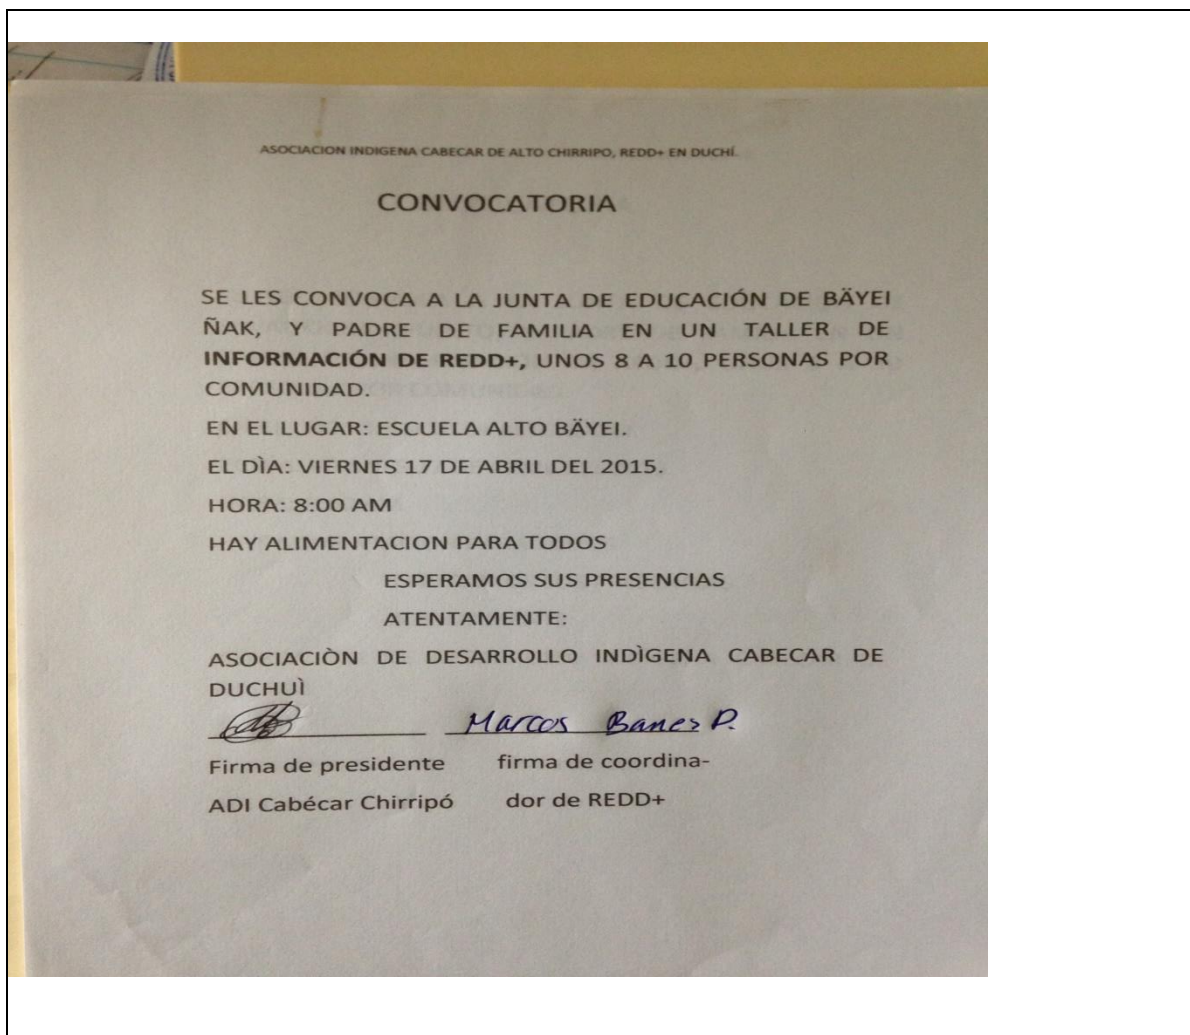 ASOCIACION INDIGENA CABECAR DE ALTO CHIRRIPO, REDD+ EN DUCHÍ.
CONVOCATORIA
SE LES CONVOCA A LA JUNTA DE EDUCACIÓN DE BÄYEI
ÑAK, Y PADRE DE FAMILIA EN UN TALLER DE
INFORMACIÓN DE REDD+, UNOS 8 A 10 PERSONAS POR
COMUNIDAD.
EN EL LUGAR: ESCUELA ALTO BÄYEI.
EL DÌA: VIERNES 17 DE ABRIL DEL 2015.
HORA: 8:00 AM
HAY ALIMENTACION PARA TODOS
ESPERAMOS SUS PRESENCIAS
ATENTAMENTE:
ASOCIACIÒN DE DESARROLLO INDÌGENA CABECAR DE
DUCHUÌ
Marcos Banes P.
Firma de presidente firma de coordina-
ADI Cabécar Chirripó dor de REDD+